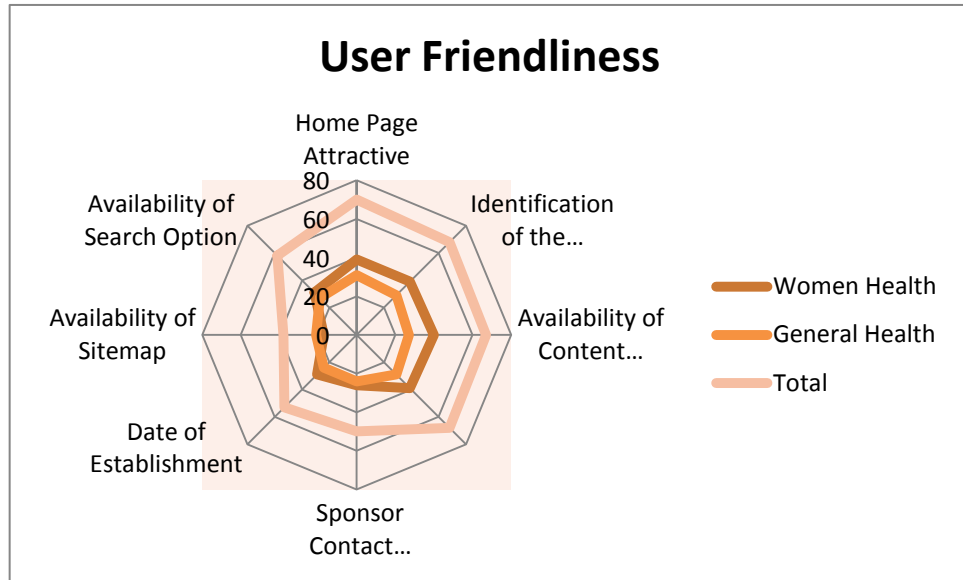 User Friendliness
Home Page
Attractive
80
60
40
20
0
Identification
of the...
Availability of
Content...
Sponsor
Contact...
Date of
Establishment
Availability of
Sitemap
Availability of
Search Option
Women Health
General Health
Total